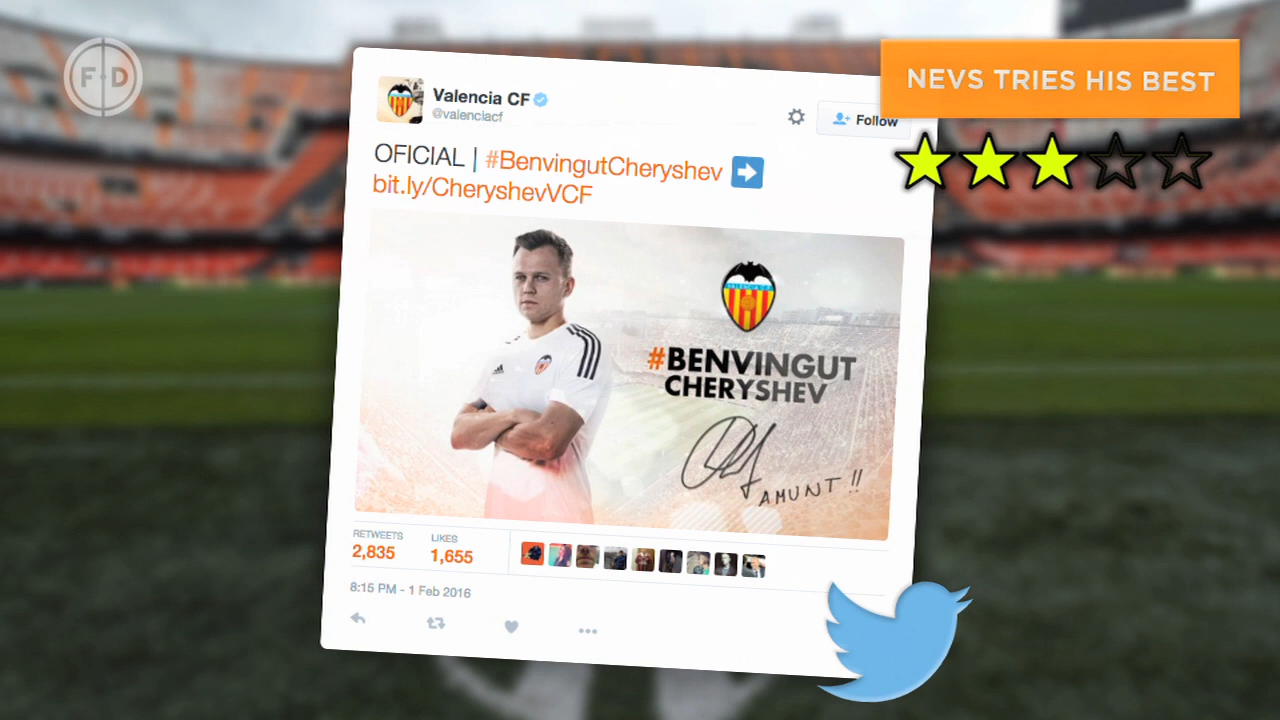 F D
NEVS TRIES HIS BEST
Valencia CF
@valenciacf
Follow
OFICIAL | #BenvingutCheryshev
bit.ly/CheryshevVCF
VALENCIA C.F
#BENVINGUT
CHERYSHEV
AMUNT !!
RETWEETS
2,835
LIKES
1,655
8:15 PM - 1 Feb 2016